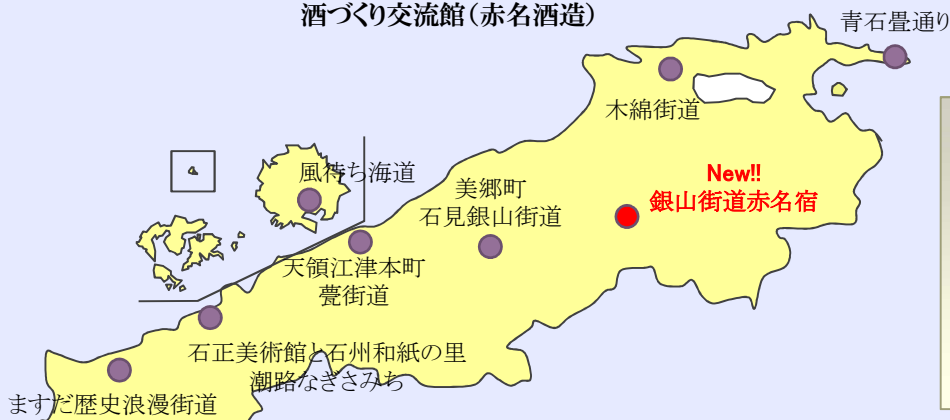 酒づくり交流館（赤名酒造）
青石畳通り
木綿街道
風待ち海道
美郷町
石見銀山街道
New!!
銀山街道赤名宿
天領江津本町
甍街道
石正美術館と石州和紙の里
潮路なぎさみち
ますだ歴史浪漫街道